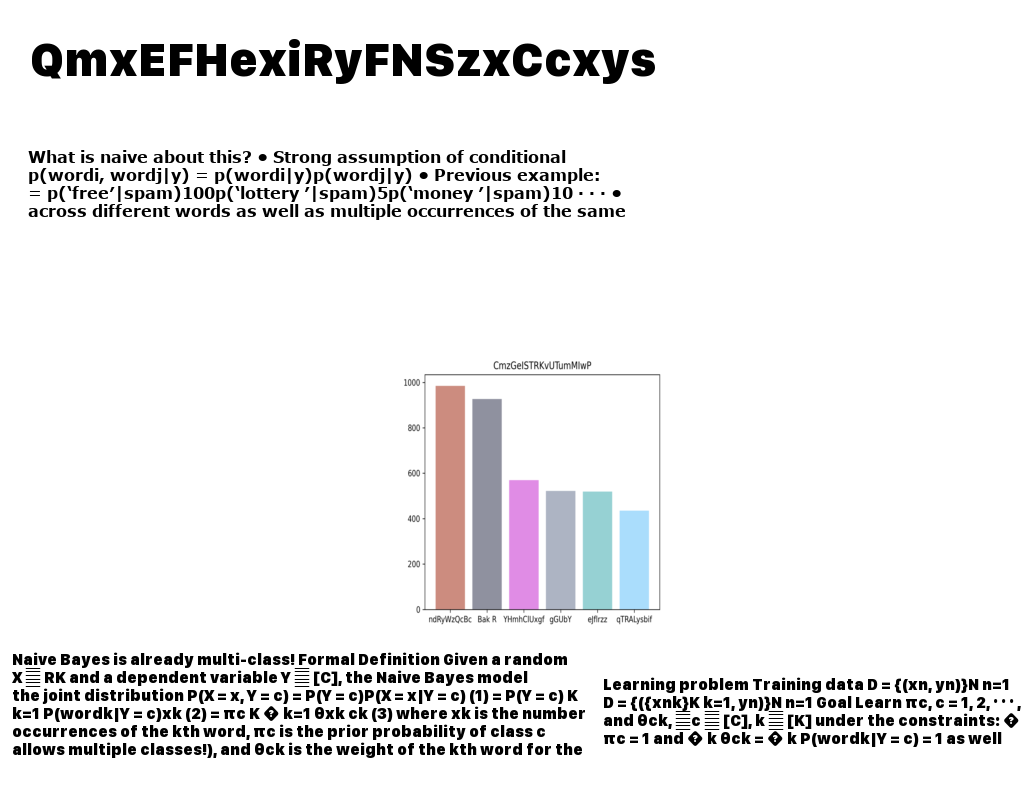 QmxEFHexiRyFNSzxCcxys
What is naive about this? • Strong assumption of conditional
p(wordi, wordj|y) = p(wordi|y)p(wordj|y) • Previous example:
= p(‘free’|spam)100p(‘lottery ’|spam)5p(‘money ’|spam)10 · · · •
across different words as well as multiple occurrences of the same
CmzGeISTRKvUTumMIwP
1000
800
600
400
200
0
ndRyWzQcBc Bak R YHmhClUxgf gGUbY eJfIrzz qTRALysbif
Naive Bayes is already multi-class! Formal Definition Given a random
X RK and a dependent variable Y [C], the Naive Bayes model
the joint distribution P(X = x, Y = c) = P(Y = c)P(X = x|Y = c) (1) = P(Y = c) K
k=1 P(wordk|Y = c)xk (2) = πc K � k=1 θxk ck (3) where xk is the number
occurrences of the kth word, πc is the prior probability of class c
allows multiple classes!), and θck is the weight of the kth word for the
Learning problem Training data D = {(xn, yn)}N n=1
D = {({xnk}K k=1, yn)}N n=1 Goal Learn πc, c = 1, 2, · · · ,
and θck, c [C], k [K] under the constraints: �
πc = 1 and � k θck = � k P(wordk|Y = c) = 1 as well